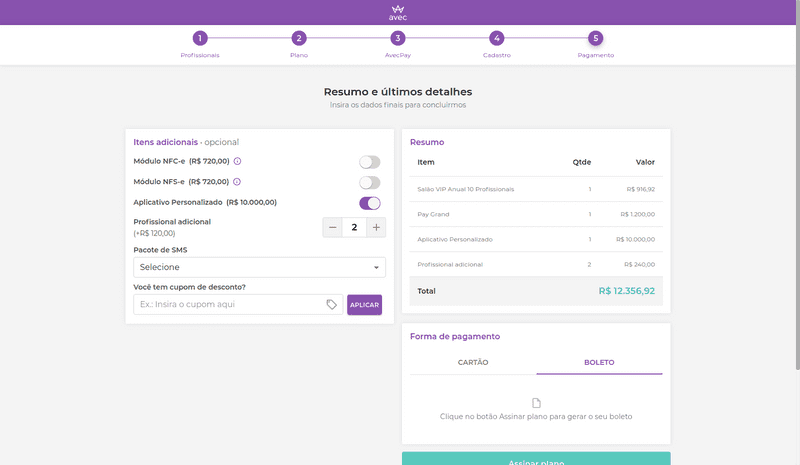 avec
1 2 3 4 5
Profissionais Plano AvecPay Cadastro Pagamento
Resumo e últimos detalhes
Insira os dados finais para concluirmos
Itens adicionais - opcional
Módulo NFC-e (R$ 720,00)
Módulo NFS-e (R$ 720,00)
Aplicativo Personalizado (R$ 10.000,00)
Profissional adicional
(+R$ 120,00)
2
Pacote de SMS
Selecione
Você tem cupom de desconto?
Ex.: Insira o cupom aqui
APLICAR
Resumo
Item Qtde Valor
Salão VIP Anual 10 Profissionais 1 R$ 916,92
Pay Grand 1 R$ 1.200,00
Aplicativo Personalizado 1 R$ 10.000,00
Profissional adicional 2 R$ 240,00
Total R$ 12.356,92
Forma de pagamento
CARTÃO BOLETO
Clique no botão Assinar plano para gerar o seu boleto
Assinar plano